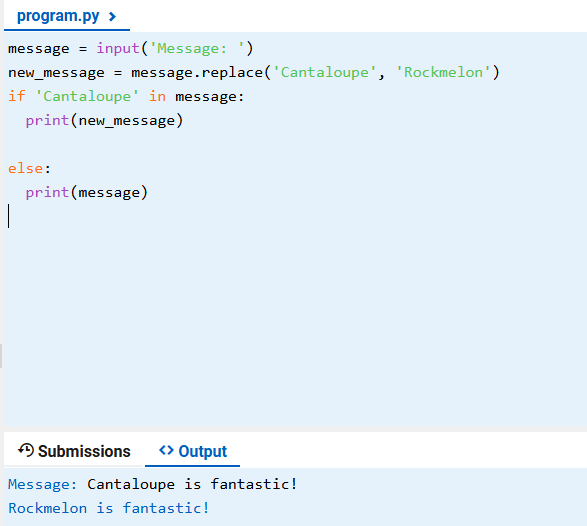 program.py >
message = input('Message: ')
new_message = message.replace('Cantaloupe', 'Rockmelon')
if 'Cantaloupe' in message:
  print(new_message)
else:
  print(message)
Submissions <> Output
Message: Cantaloupe is fantastic!
Rockmelon is fantastic!